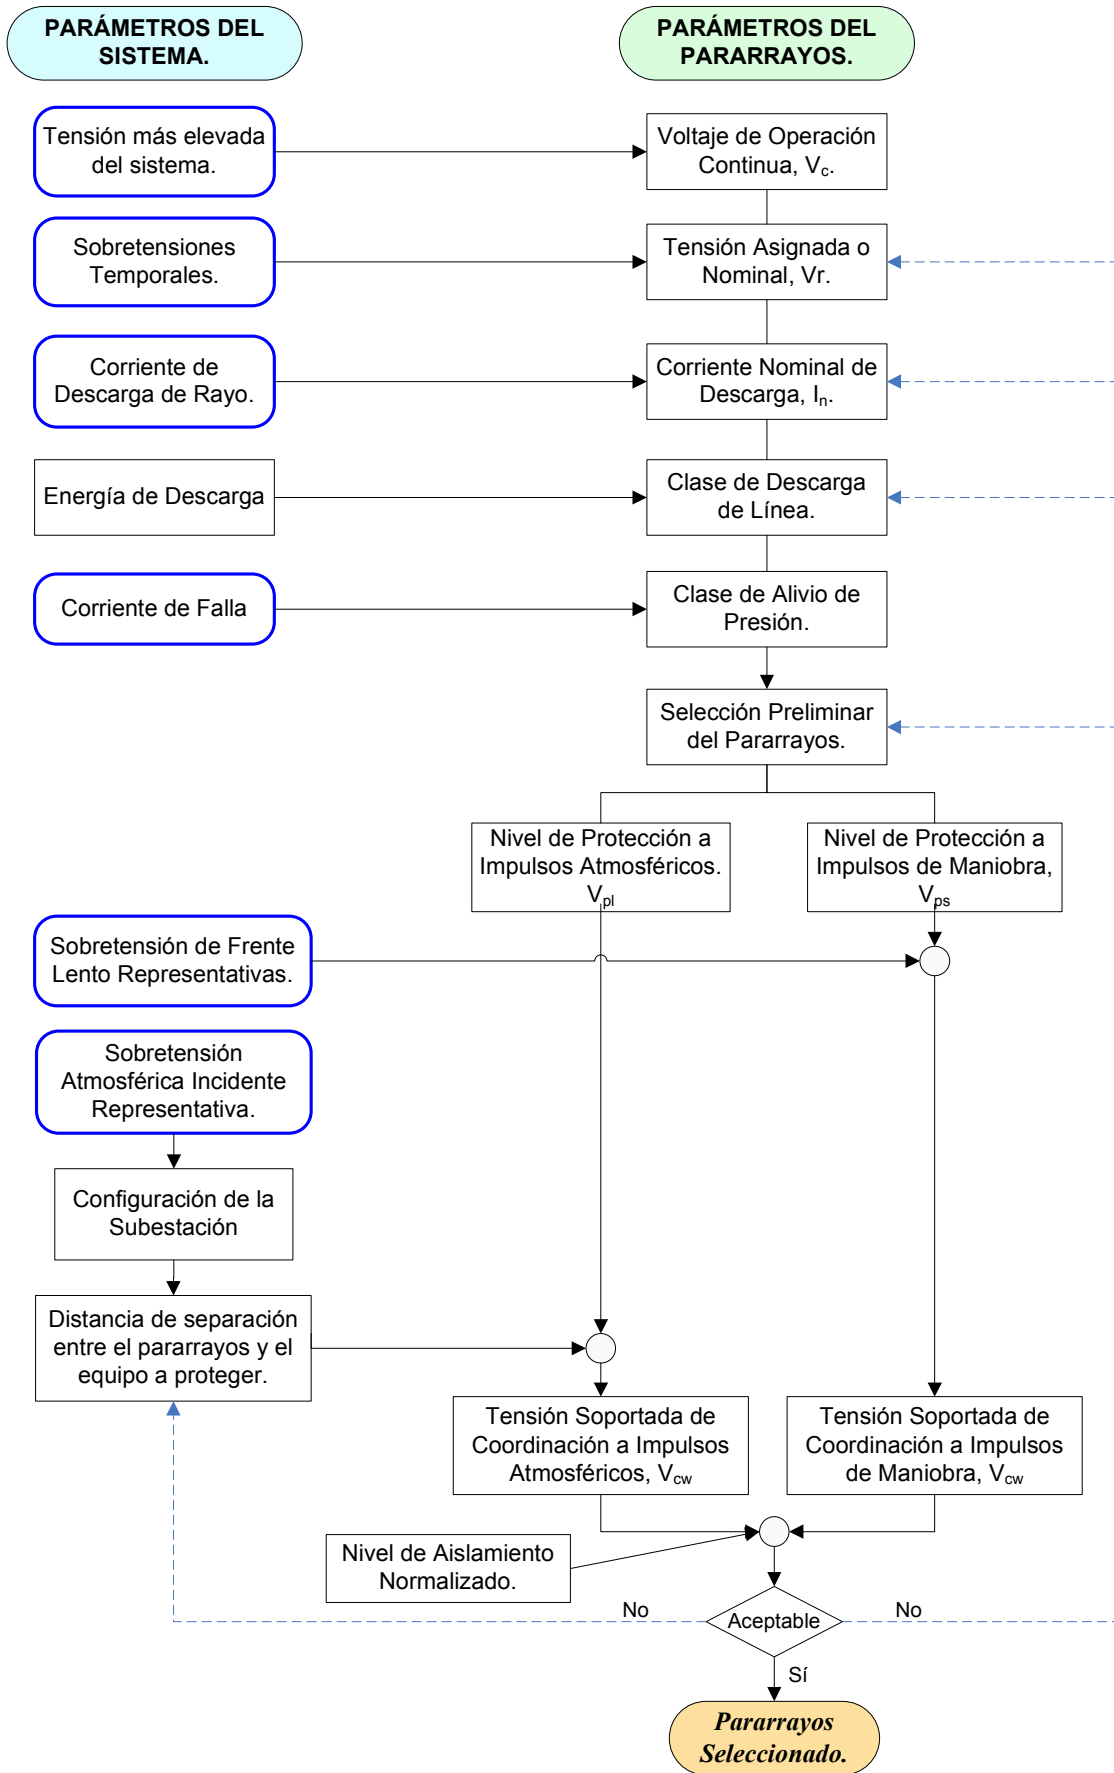 PARÁMETROS DEL
SISTEMA.
PARÁMETROS DEL
PARARRAYOS.
Tensión más elevada
del sistema.
Voltaje de Operación
Continua, Vc.
Sobretensiones
Temporales.
Tensión Asignada o
Nominal, Vr.
Corriente de
Descarga de Rayo.
Corriente Nominal de
Descarga, In.
Energía de Descarga
Clase de Descarga
de Línea.
Corriente de Falla
Clase de Alivio de
Presión.
Selección Preliminar
del Pararrayos.
Nivel de Protección a
Impulsos Atmosféricos.
Vpl
Nivel de Protección a
Impulsos de Maniobra,
Vps
Sobretensión de Frente
Lento Representativas.
Sobretensión
Atmosférica Incidente
Representativa.
Configuración de la
Subestación
Distancia de separación
entre el pararrayos y el
equipo a proteger.
Tensión Soportada de
Coordinación a Impulsos
Atmosféricos, Vcw
Tensión Soportada de
Coordinación a Impulsos
de Maniobra, Vcw
Nivel de Aislamiento
Normalizado.
No
Aceptable
No
Sí
Pararrayos
Seleccionado.